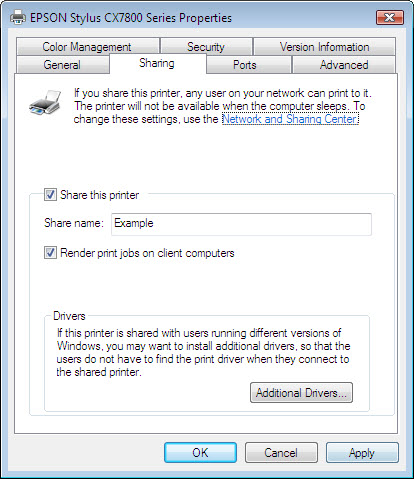 EPSON Stylus CX7800 Series Properties
Color Management Security Version Information
General Sharing Ports Advanced
If you share this printer, any user on your network can print to it.
The printer will not be available when the computer sleeps. To
change these settings, use the Network and Sharing Center.
Share this printer
Share name: Example
Render print jobs on client computers
Drivers
If this printer is shared with users running different versions of
Windows, you may want to install additional drivers, so that the
users do not have to find the print driver when they connect to
the shared printer.
Additional Drivers...
OK Cancel Apply